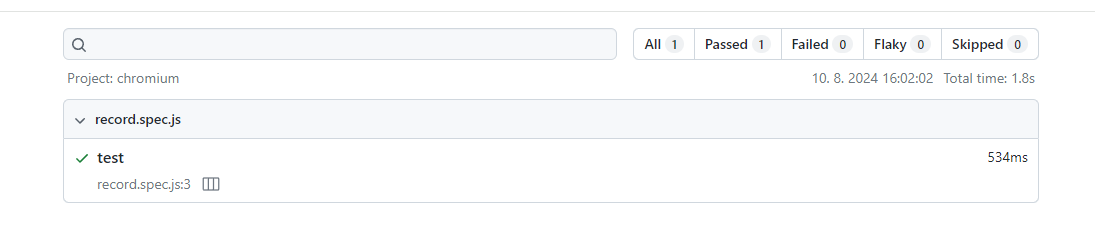 All 1 Passed 1 Failed 0 Flaky 0 Skipped 0
Project: chromium 10. 8. 2024 16:02:02 Total time: 1.8s
record.spec.js
test 534ms
record.spec.js:3